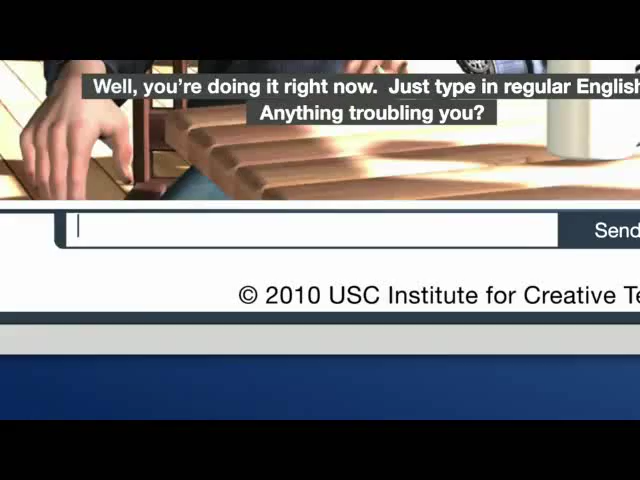 Well, you're doing it right now.  Just type in regular English
Anything troubling you?
Send
© 2010 USC Institute for Creative Te